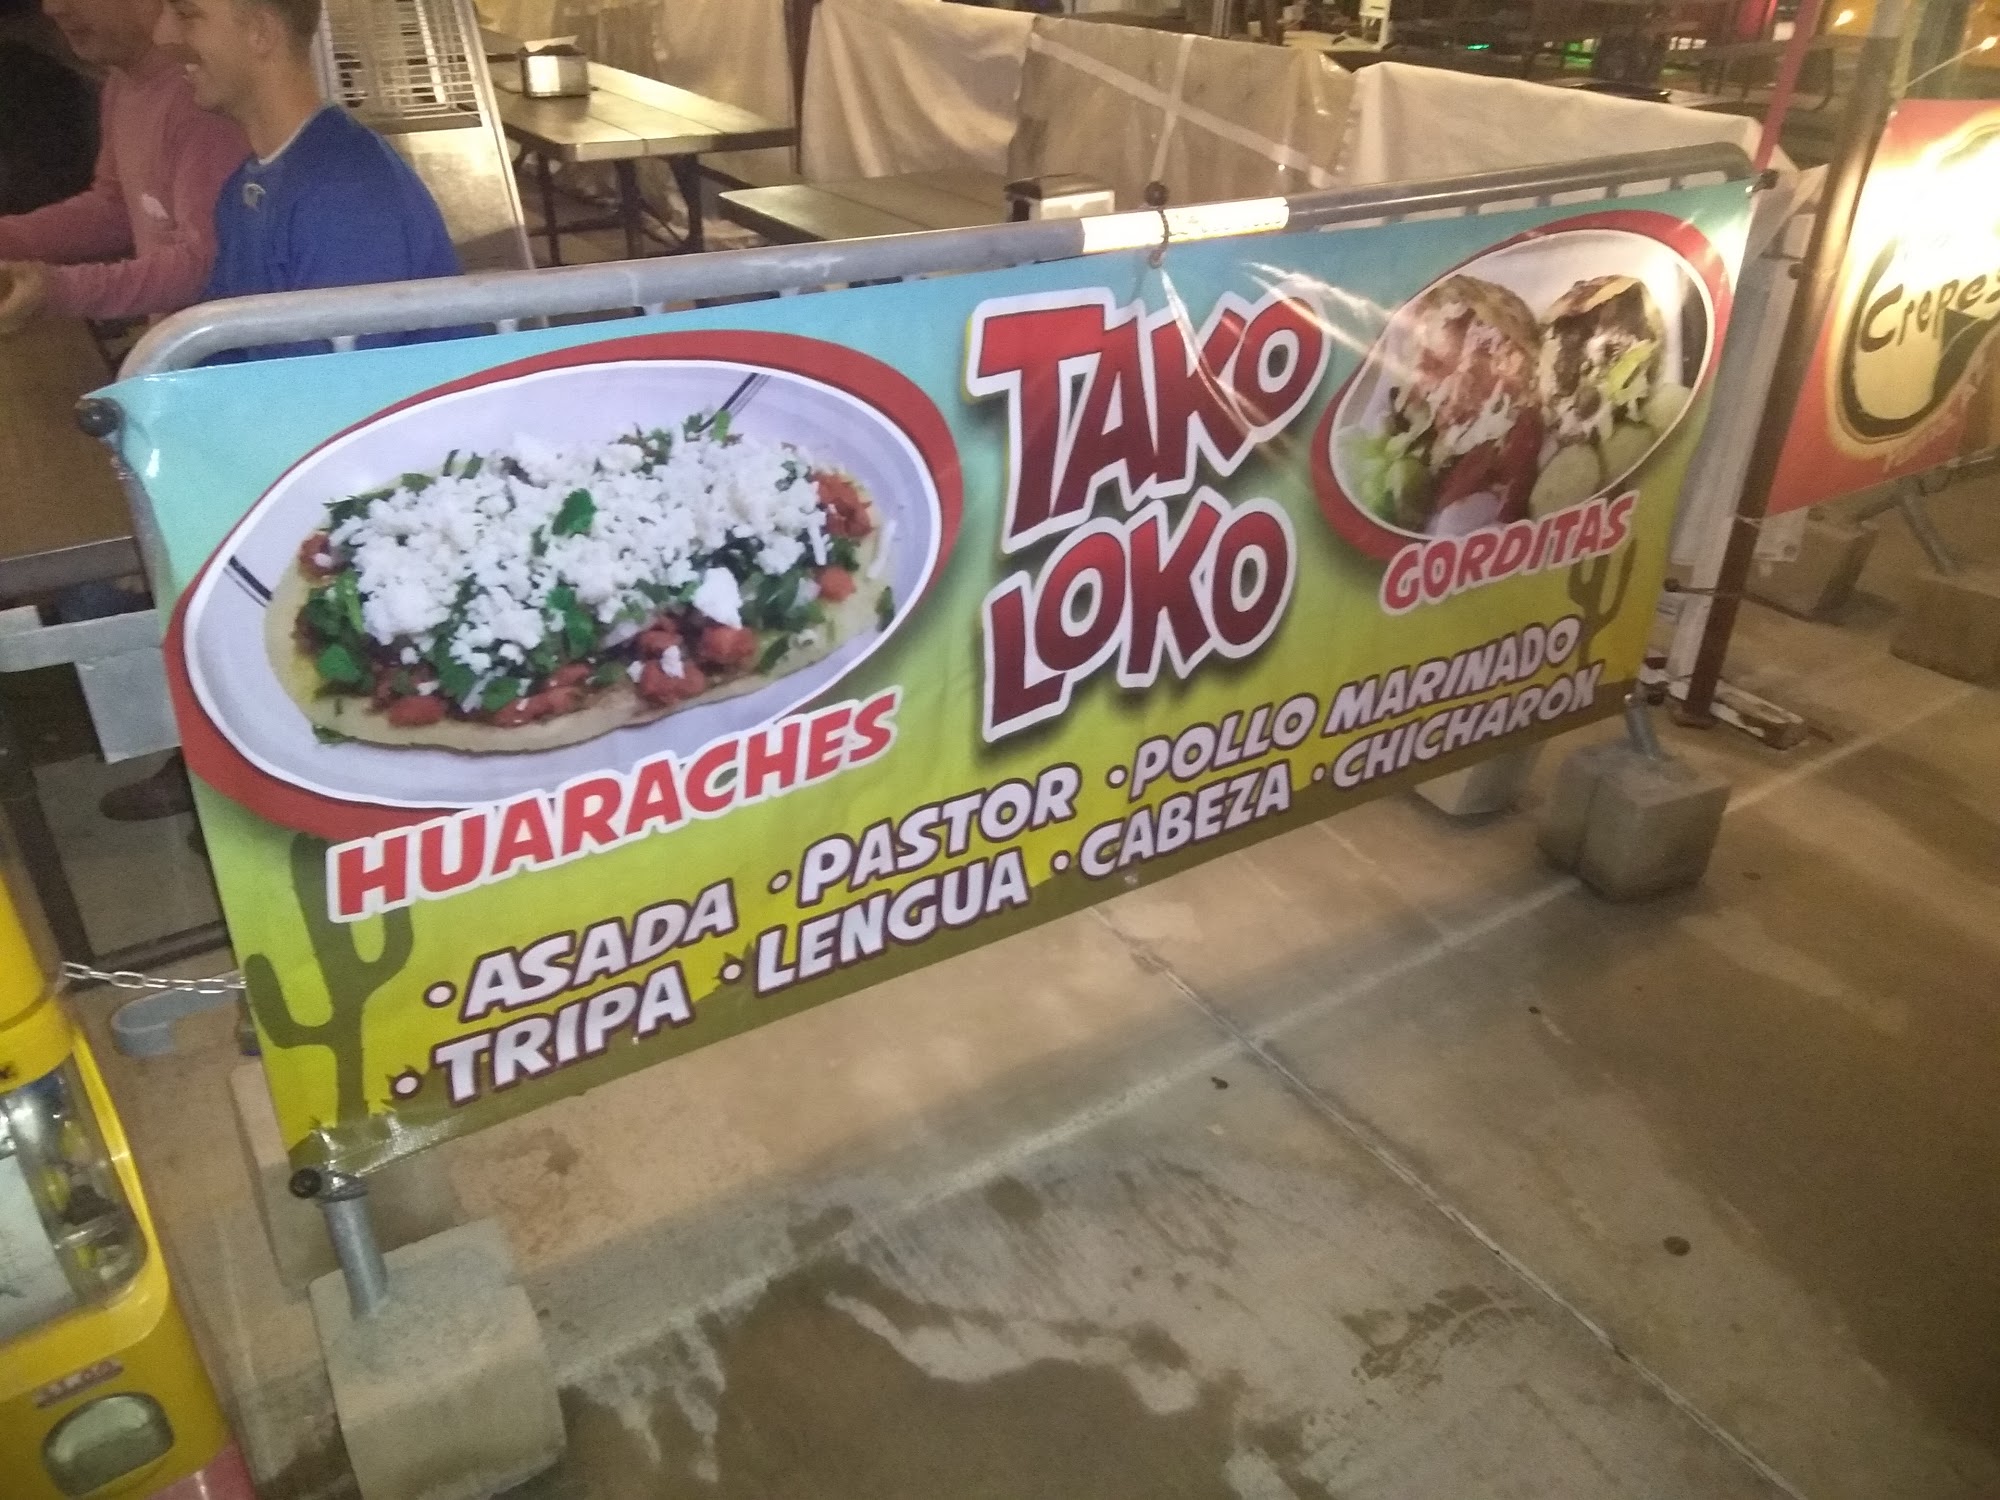 TAKO
LOKO
HUARACHES
GORDITAS
• ASADA • PASTOR • POLLO MARINADO
• TRIPA • LENGUA • CABEZA • CHICHARON
Crepes